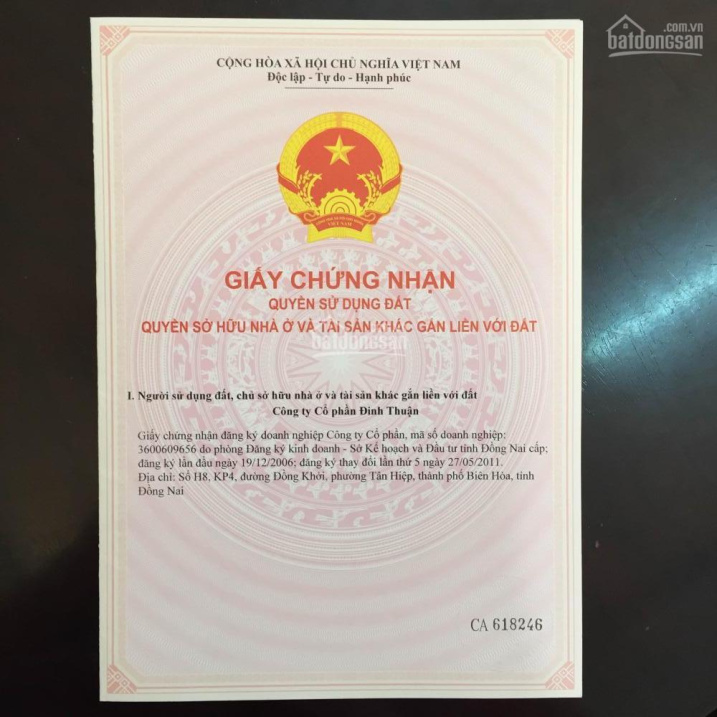 .com.vn
batdongsan
CỘNG HÒA XÃ HỘI CHỦ NGHĨA VIỆT NAM
Độc lập - Tự do - Hạnh phúc
VIỆT NAM
GIẤY CHỨNG NHẬN
QUYỀN SỬ DỤNG ĐẤT
QUYỀN SỞ HỮU NHÀ Ở VÀ TÀI SẢN KHÁC GẮN LIỀN VỚI ĐẤT
batdongsan
I. Người sử dụng đất, chủ sở hữu nhà ở và tài sản khác gắn liền với đất
Công ty Cổ phần Đinh Thuận
Giấy chứng nhận đăng ký doanh nghiệp Công ty Cổ phần, mã số doanh nghiệp:
3600609656 do phòng Đăng ký kinh doanh - Sở Kế hoạch và Đầu tư tỉnh Đồng Nai cấp;
đăng ký lần đầu ngày 19/12/2006; đăng ký thay đổi lần thứ 5 ngày 27/05/2011.
Địa chỉ: Số H8, KP4, đường Đồng Khởi, phường Tân Hiệp, thành phố Biên Hòa, tỉnh
Đồng Nai
CA 618246